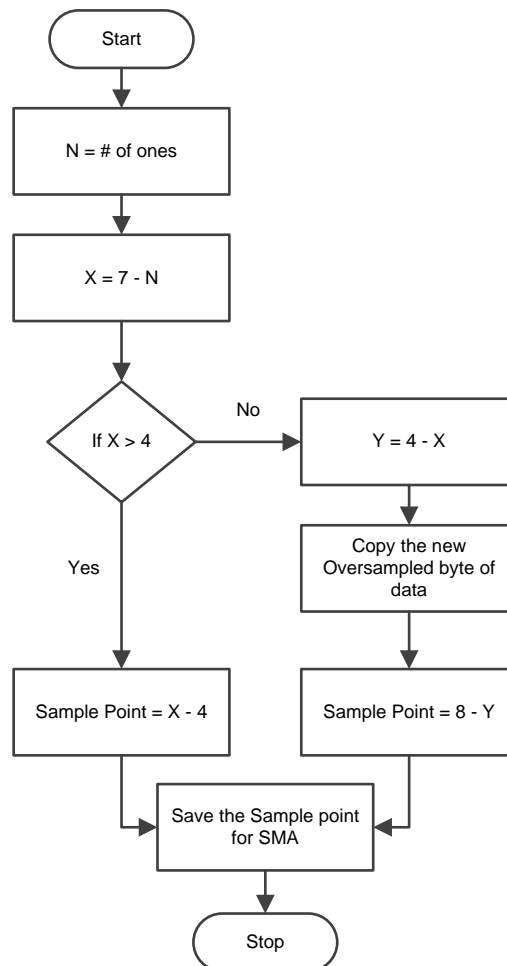 Start
N = # of ones
X = 7 - N
If X > 4
No
Y = 4 - X
Copy the new
Oversampled byte of
data
Yes
Sample Point = X - 4
Sample Point = 8 - Y
Save the Sample point
for SMA
Stop